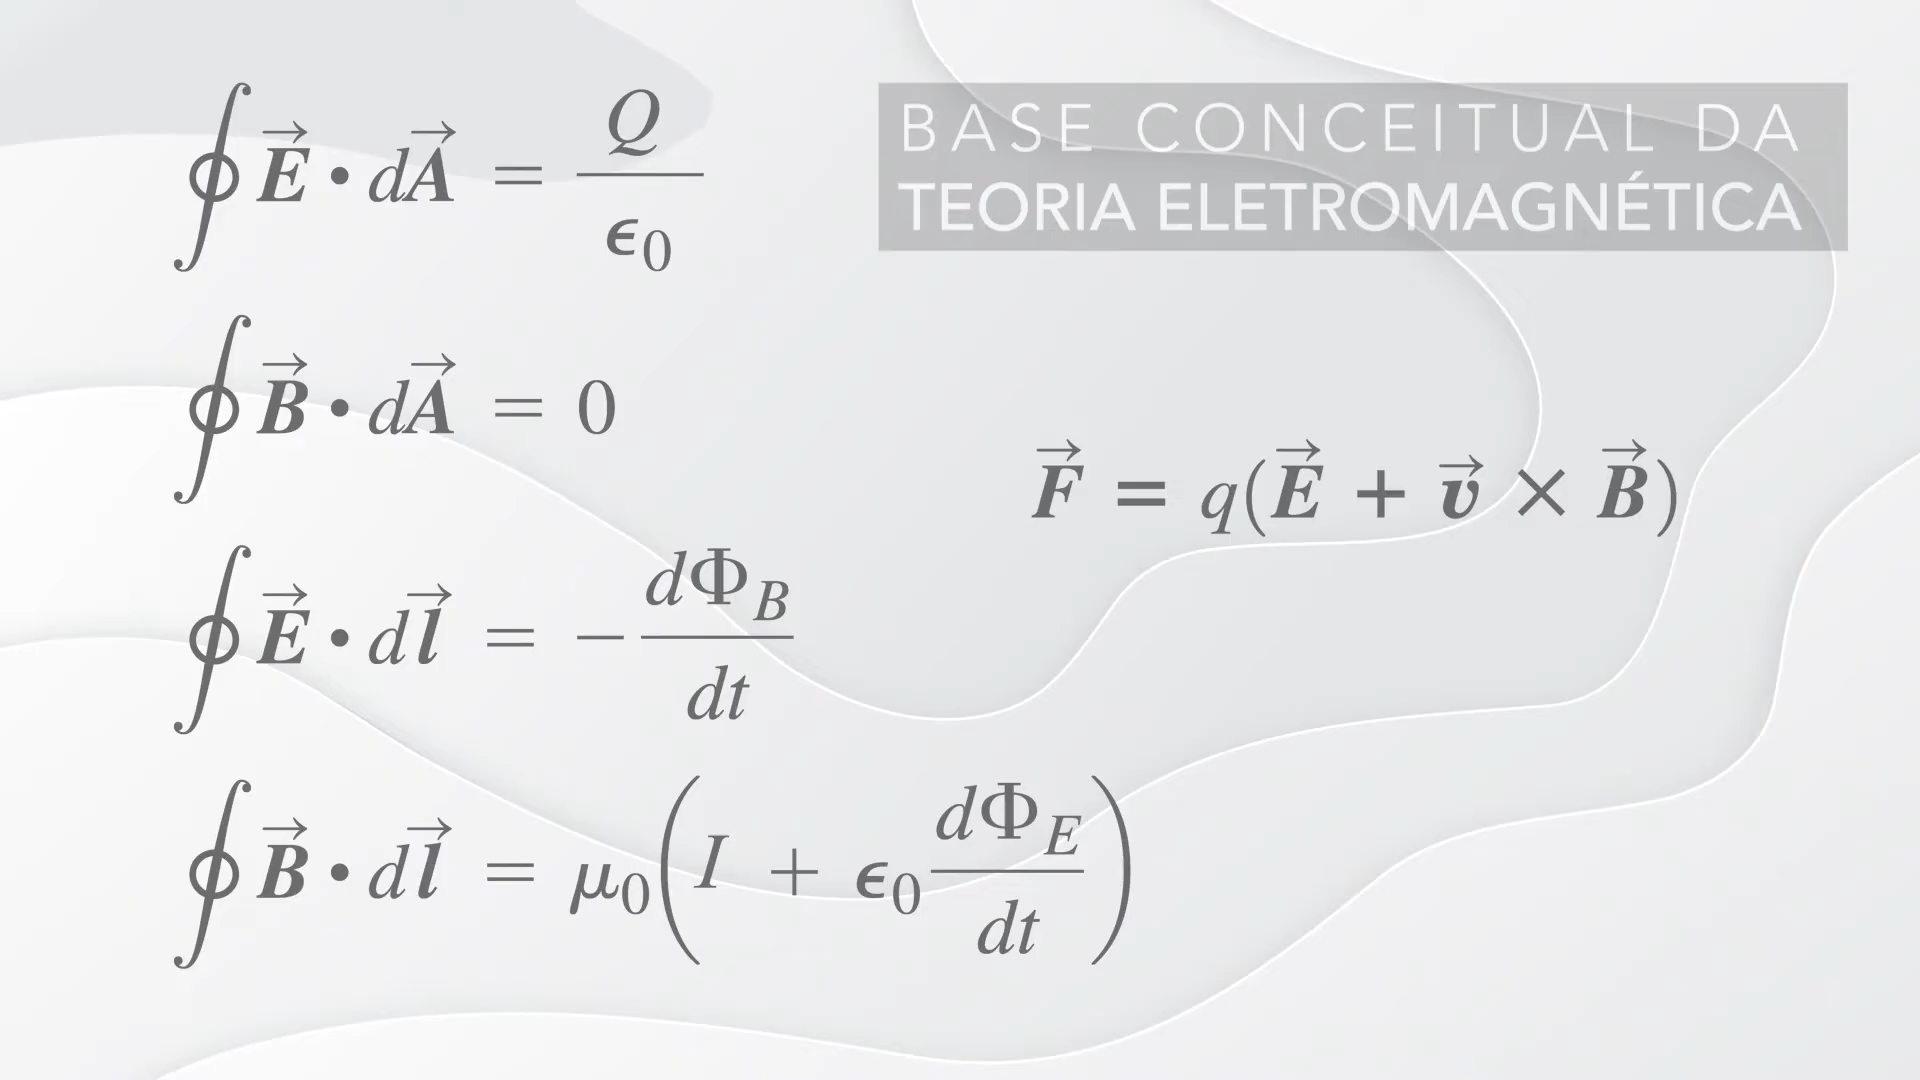 BASE CONCEITUAL DA
TEORIA ELETROMAGNÉTICA
∮ E⃗ • dA⃗ = Q / ϵ₀
∮ B⃗ • dA⃗ = 0
F⃗ = q(E⃗ + v⃗ × B⃗)
∮ E⃗ • dl⃗ = − dΦ_B / dt
∮ B⃗ • dl⃗ = μ₀(I + ϵ₀ dΦ_E / dt)